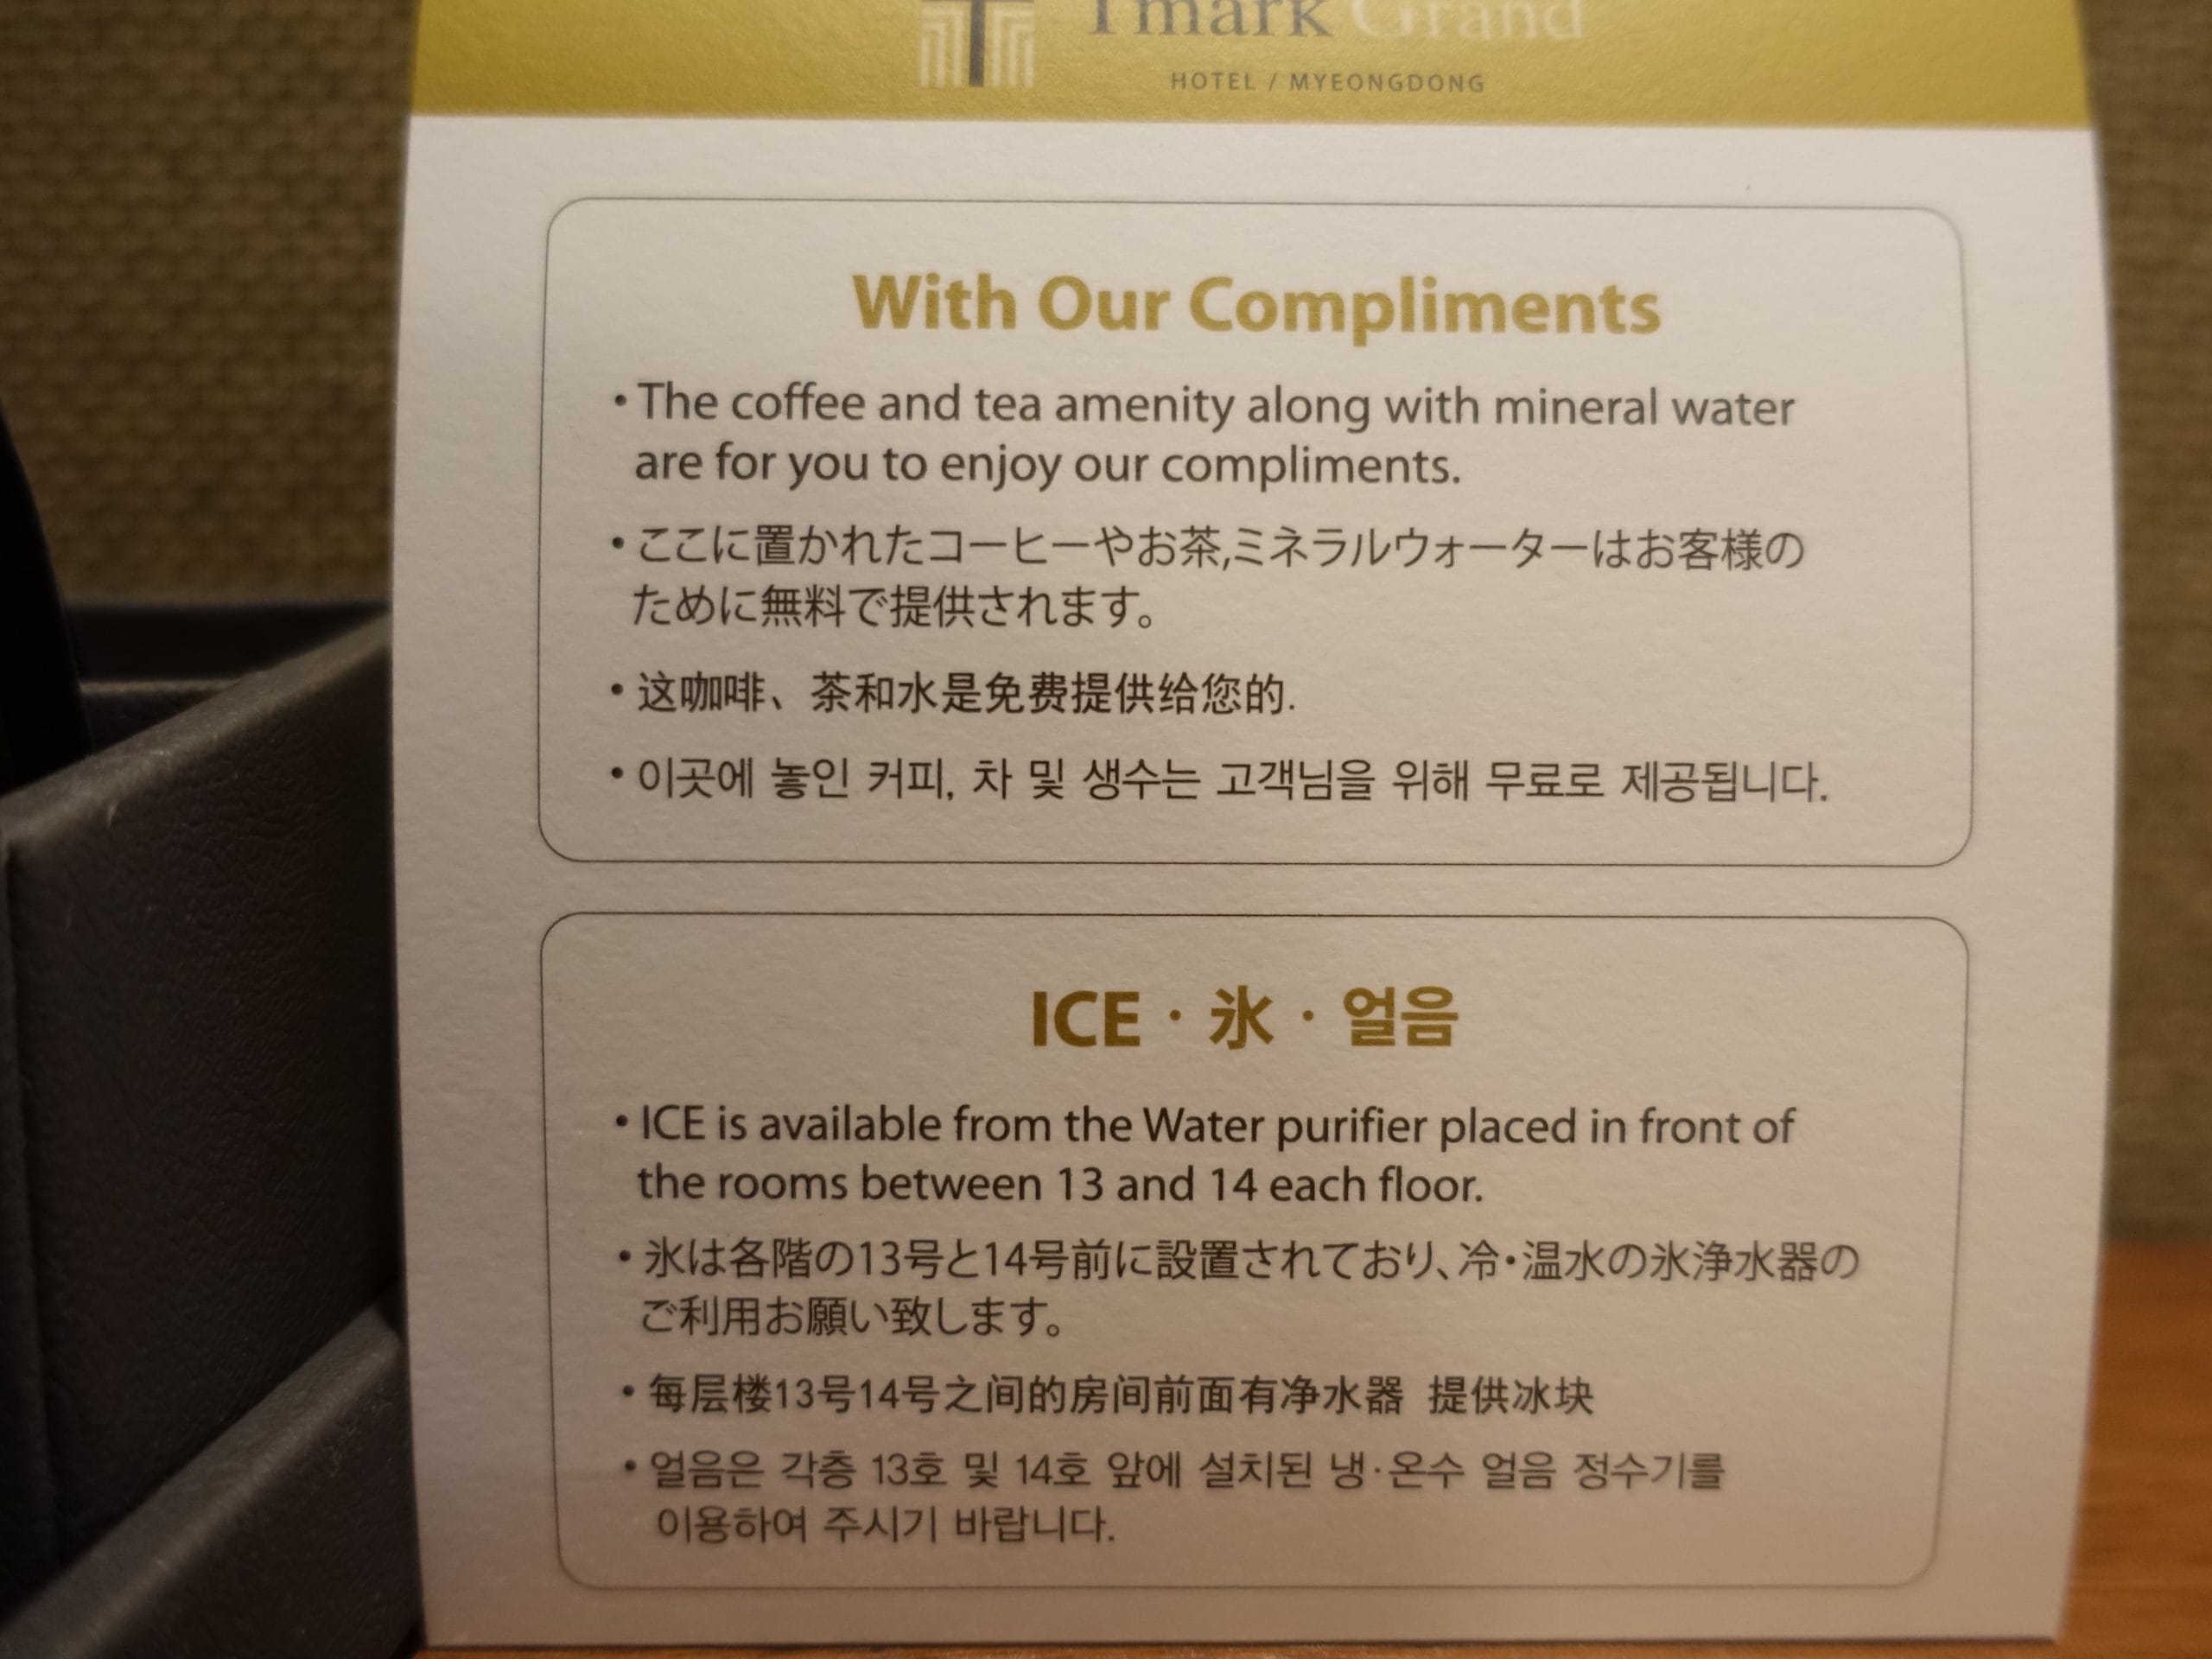 Tmark Grand
HOTEL / MYEONGDONG
With Our Compliments
• The coffee and tea amenity along with mineral water
are for you to enjoy our compliments.
• ここに置かれたコーヒーやお茶,ミネラルウォーターはお客様の
ために無料で提供されます。
• 这咖啡、茶和水是免费提供给您的.
• 이곳에 놓인 커피, 차 및 생수는 고객님을 위해 무료로 제공됩니다.
ICE · 氷 · 얼음
• ICE is available from the Water purifier placed in front of
the rooms between 13 and 14 each floor.
• 氷は各階の13号と14号前に設置されており、冷・温水の氷浄水器の
ご利用お願い致します。
• 每层楼13号14号之间的房间前面有净水器 提供冰块
• 얼음은 각층 13호 및 14호 앞에 설치된 냉·온수 얼음 정수기를
이용하여 주시기 바랍니다.